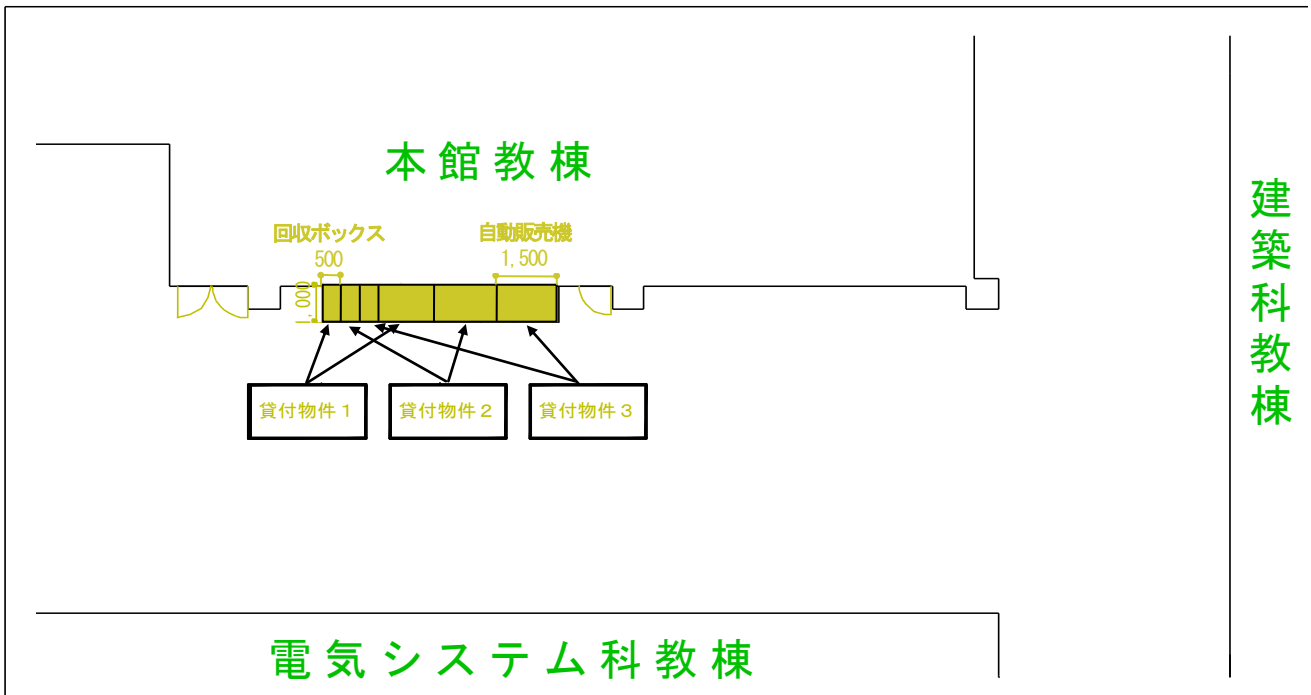 本館教棟
回収ボックス
500
自動販売機
1,500
1,000
貸付物件１
貸付物件２
貸付物件３
建築科教棟
電気システム科教棟